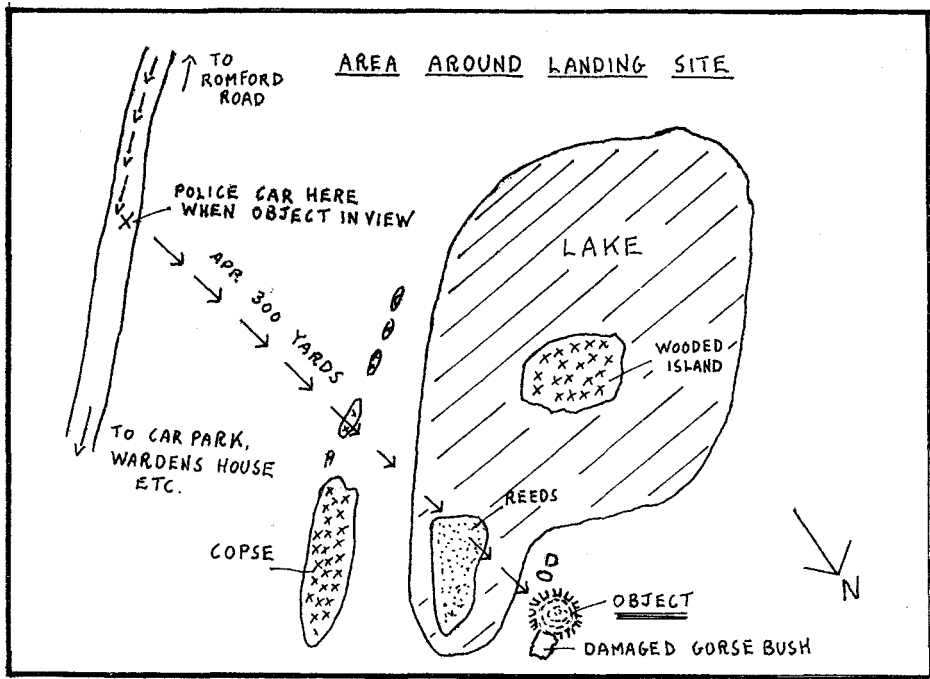 AREA AROUND LANDING SITE
TO
ROMFORD
ROAD
POLICE CAR HERE
WHEN OBJECT IN VIEW
LAKE
APR. 300 YARDS
WOODED
ISLAND
TO CAR PARK,
WARDENS HOUSE
ETC.
REEDS
COPSE
N
OBJECT
DAMAGED GORSE BUSH